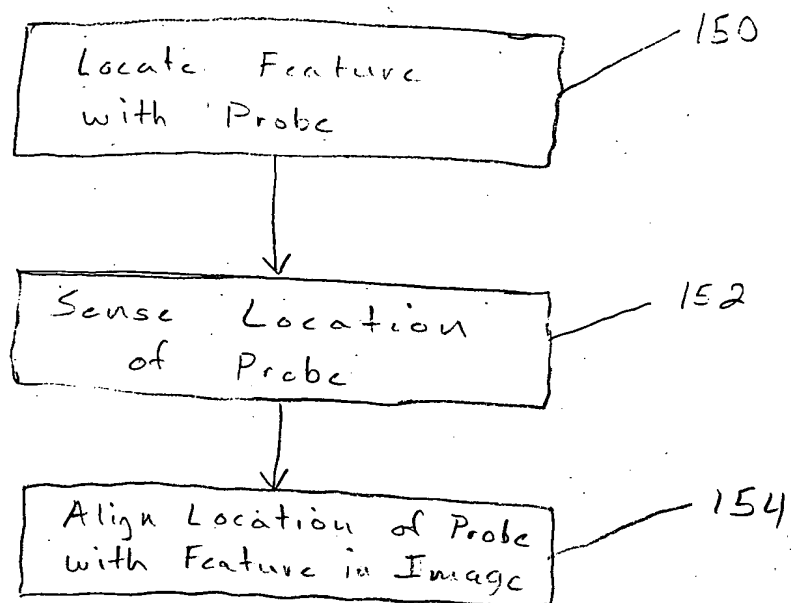 150
Locate Feature
with Probe
152
Sense Location
of Probe
154
Align Location of Probe
with Feature in Image